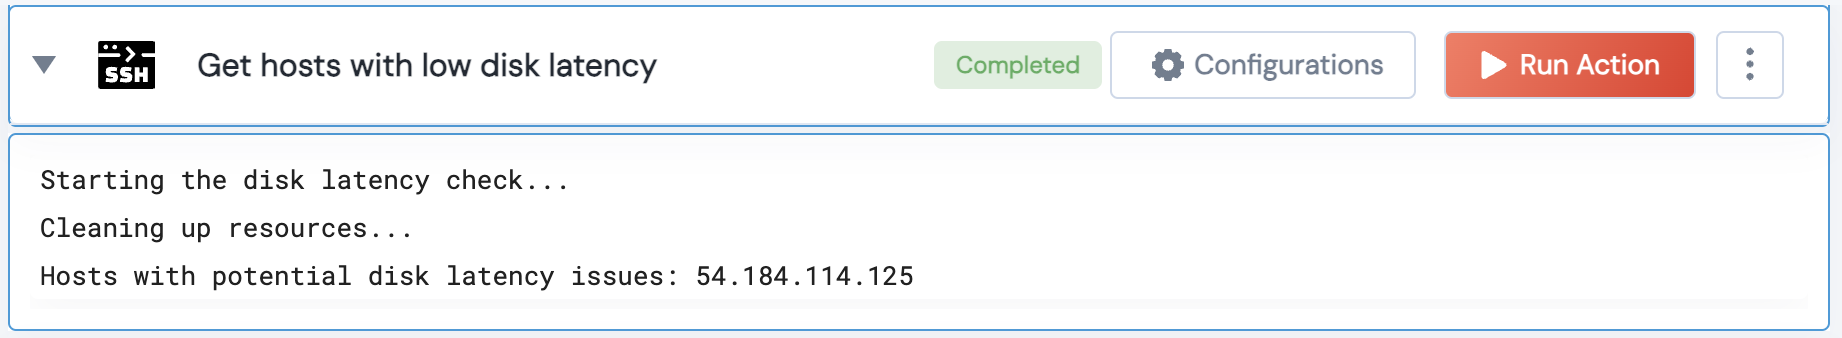 SSH
Get hosts with low disk latency
Completed
Configurations
Run Action
Starting the disk latency check...
Cleaning up resources...
Hosts with potential disk latency issues: 54.184.114.125